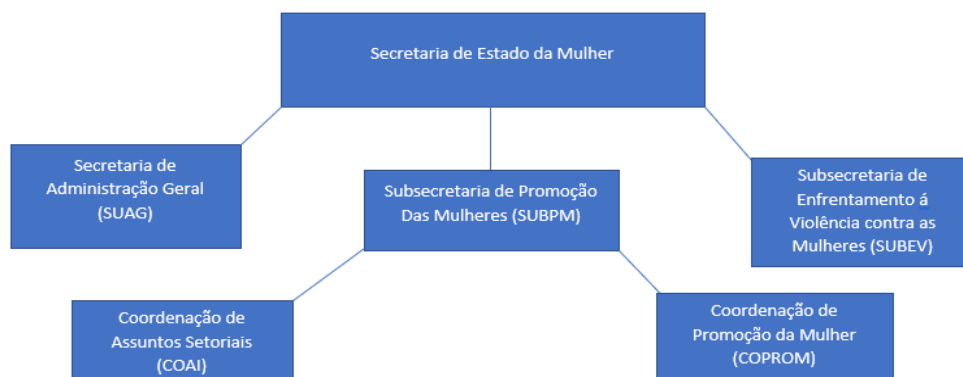 Secretaria de Estado da Mulher
Secretaria de
Administração Geral
(SUAG)
Subsecretaria de Promoção
Das Mulheres (SUBPM)
Subsecretaria de
Enfrentamento á
Violência contra as
Mulheres (SUBEV)
Coordenação de
Assuntos Setoriais
(COAI)
Coordenação de
Promoção da Mulher
(COPROM)